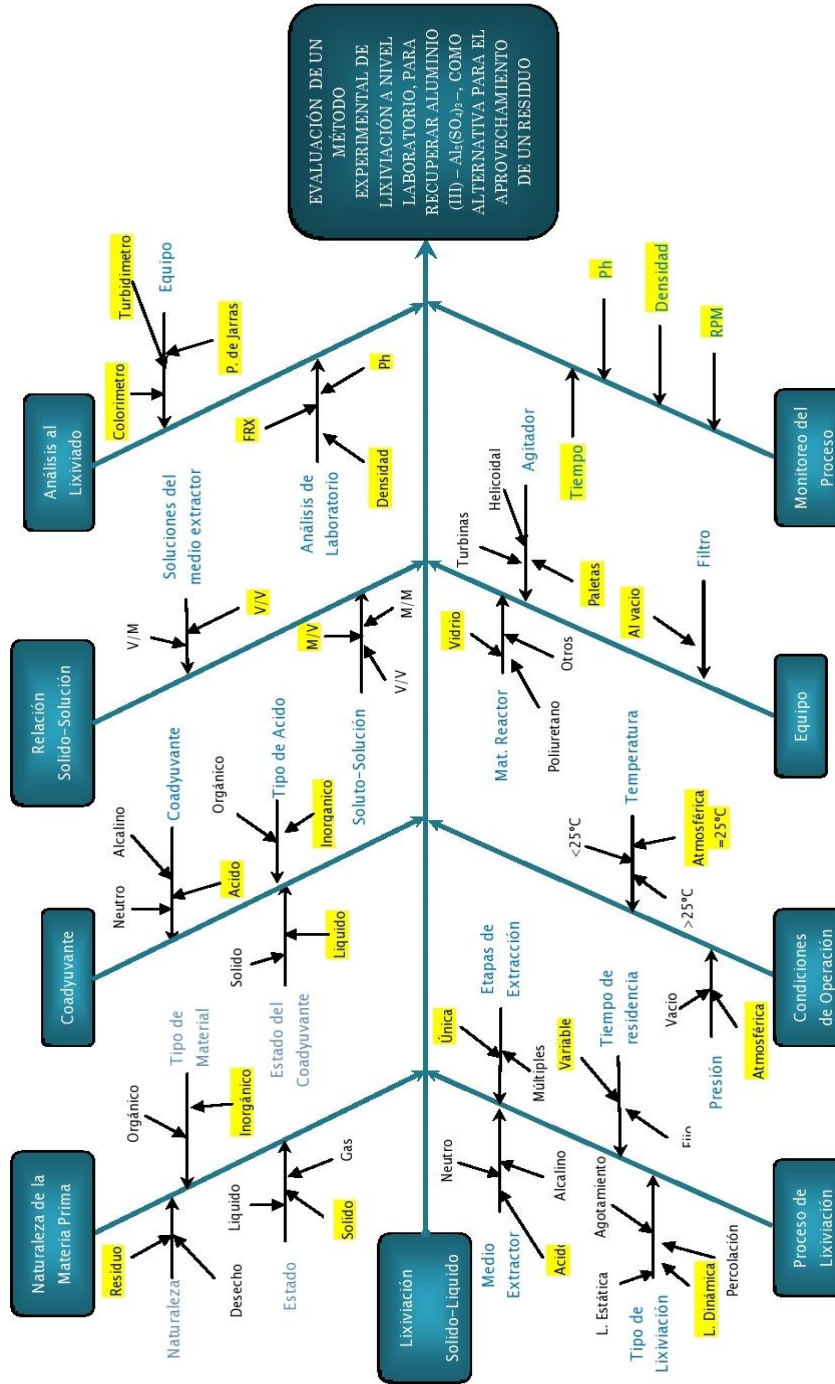 Naturaleza de la
Materia Prima
Coadyuvante
Relación
Solido-Solución
Análisis al
Lixiviado
Residuo
Naturaleza
Desecho
Orgánico
Tipo de
Material
Inorgánico
Liquido
Estado
Gas
Solido
Neutro
Alcalino
Coadyuvante
Acido
Solido
Estado del
Coadyuvante
Liquido
Orgánico
Tipo de Acido
Inorganico
V/M
Soluciones del
medio extractor
V/V
M/V
Soluto-Solución
V/V
M/M
Colorimetro
Turbidimetro
Equipo
P. de Jarras
FRX
Análisis de
Laboratorio
Densidad
Ph
Lixiviación
Solido-Liquido
EVALUACIÓN DE UN
MÉTODO
EXPERIMENTAL DE
LIXIVIACIÓN A NIVEL
LABORATORIO, PARA
RECUPERAR ALUMINIO
(III) – Al₂(SO₄)₃–, COMO
ALTERNATIVA PARA EL
APROVECHAMIENTO
DE UN RESIDUO
Neutro
Medio
Extractor
Acido
Alcalino
Única
Etapas de
Extracción
Múltiples
Variable
Tiempo de
residencia
L. Estática
Agotamiento
Tipo de
Lixiviación
L. Dinámica
Percolación
<25ºC
Temperatura
>25ºC
Atmosférica
=25ºC
Vacio
Presión
Atmosférica
Vidrio
Mat. Reactor
Poliuretano
Otros
Turbinas
Helicoidal
Agitador
Paletas
Al vacio
Filtro
Tiempo
Ph
Densidad
RPM
Proceso de
Lixiviación
Condiciones
de Operación
Equipo
Monitoreo del
Proceso